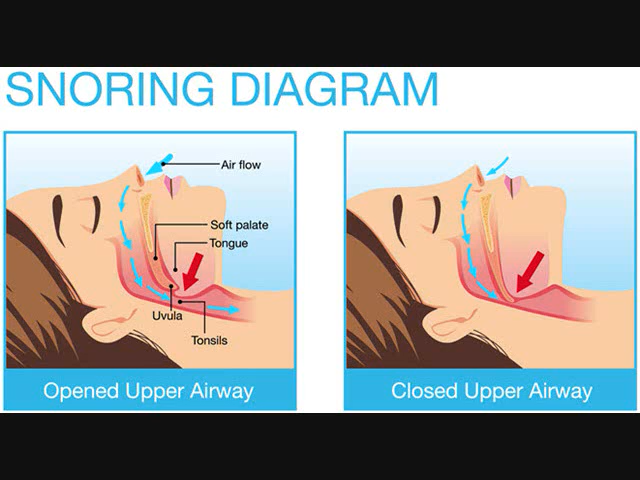 SNORING DIAGRAM
Air flow
Soft palate
Tongue
Uvula
Tonsils
Opened Upper Airway
Closed Upper Airway